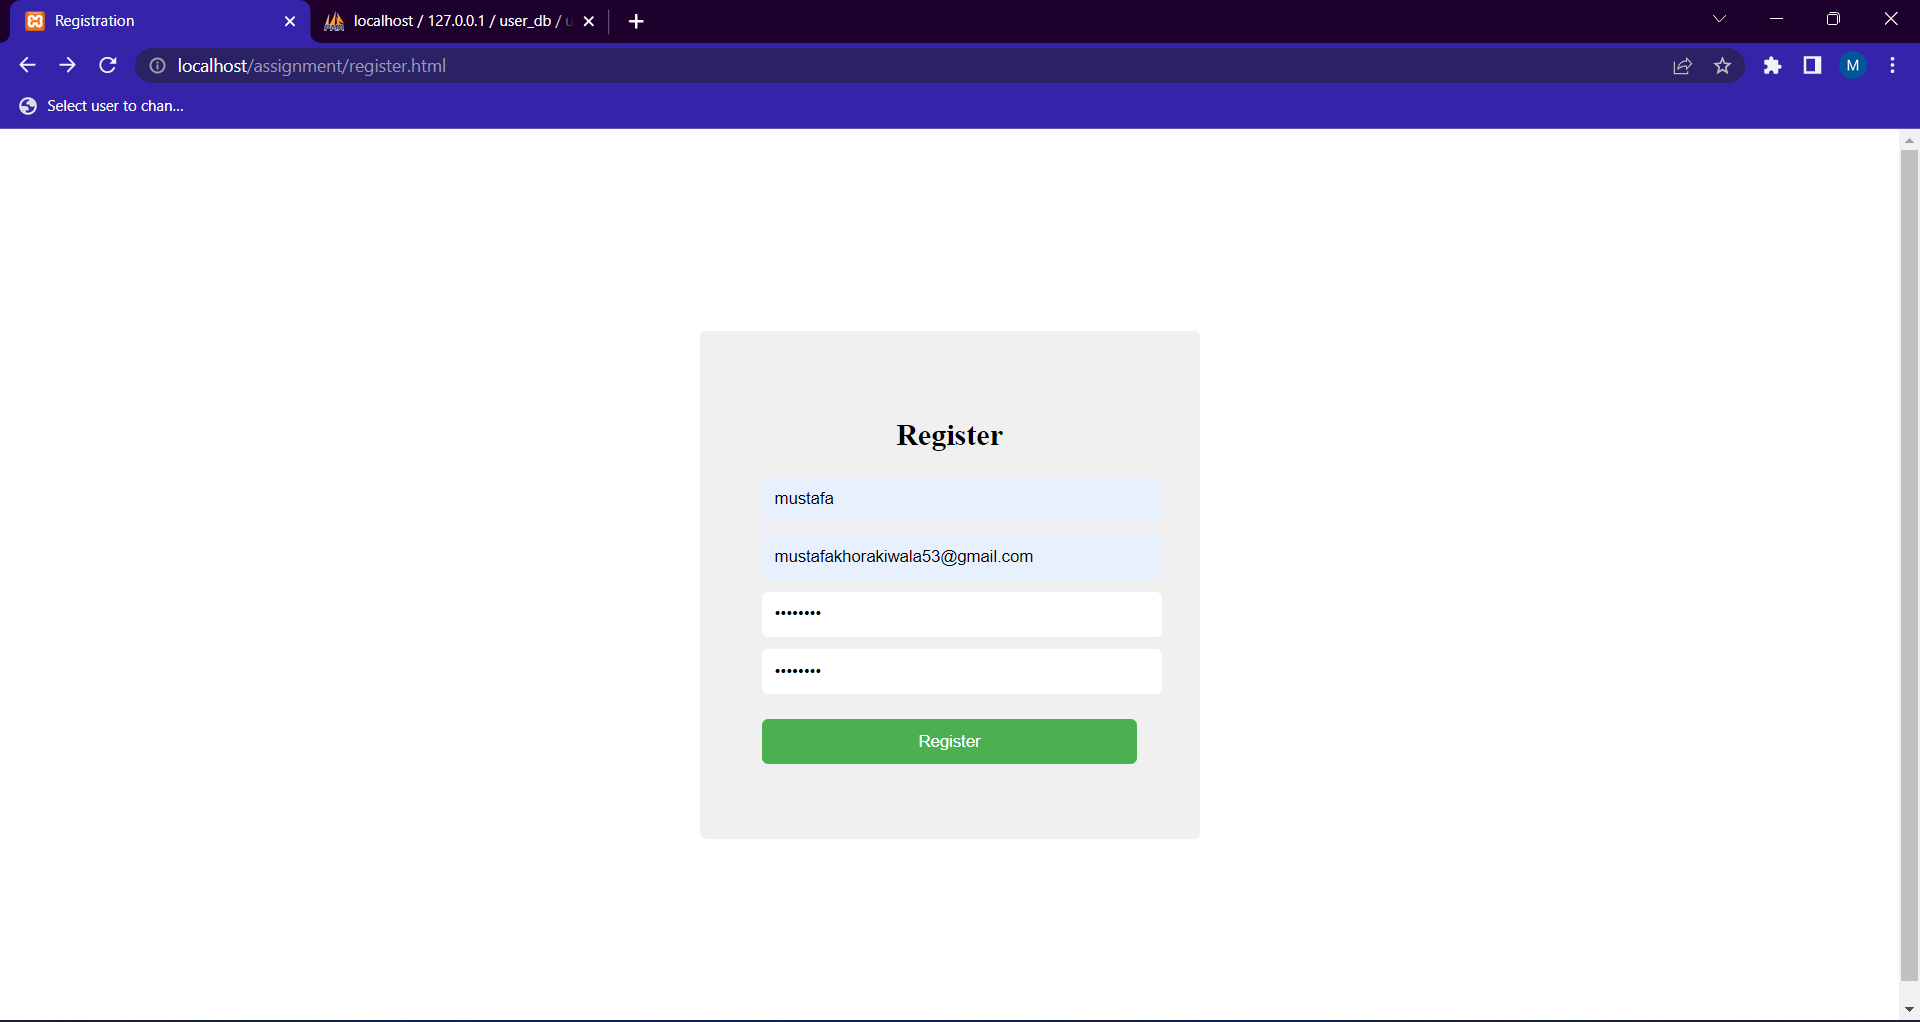 Registration
localhost / 127.0.0.1 / user_db / u
localhost/assignment/register.html
M
Select user to chan...
Register
mustafa
mustafakhorakiwala53@gmail.com
••••••••
••••••••
Register